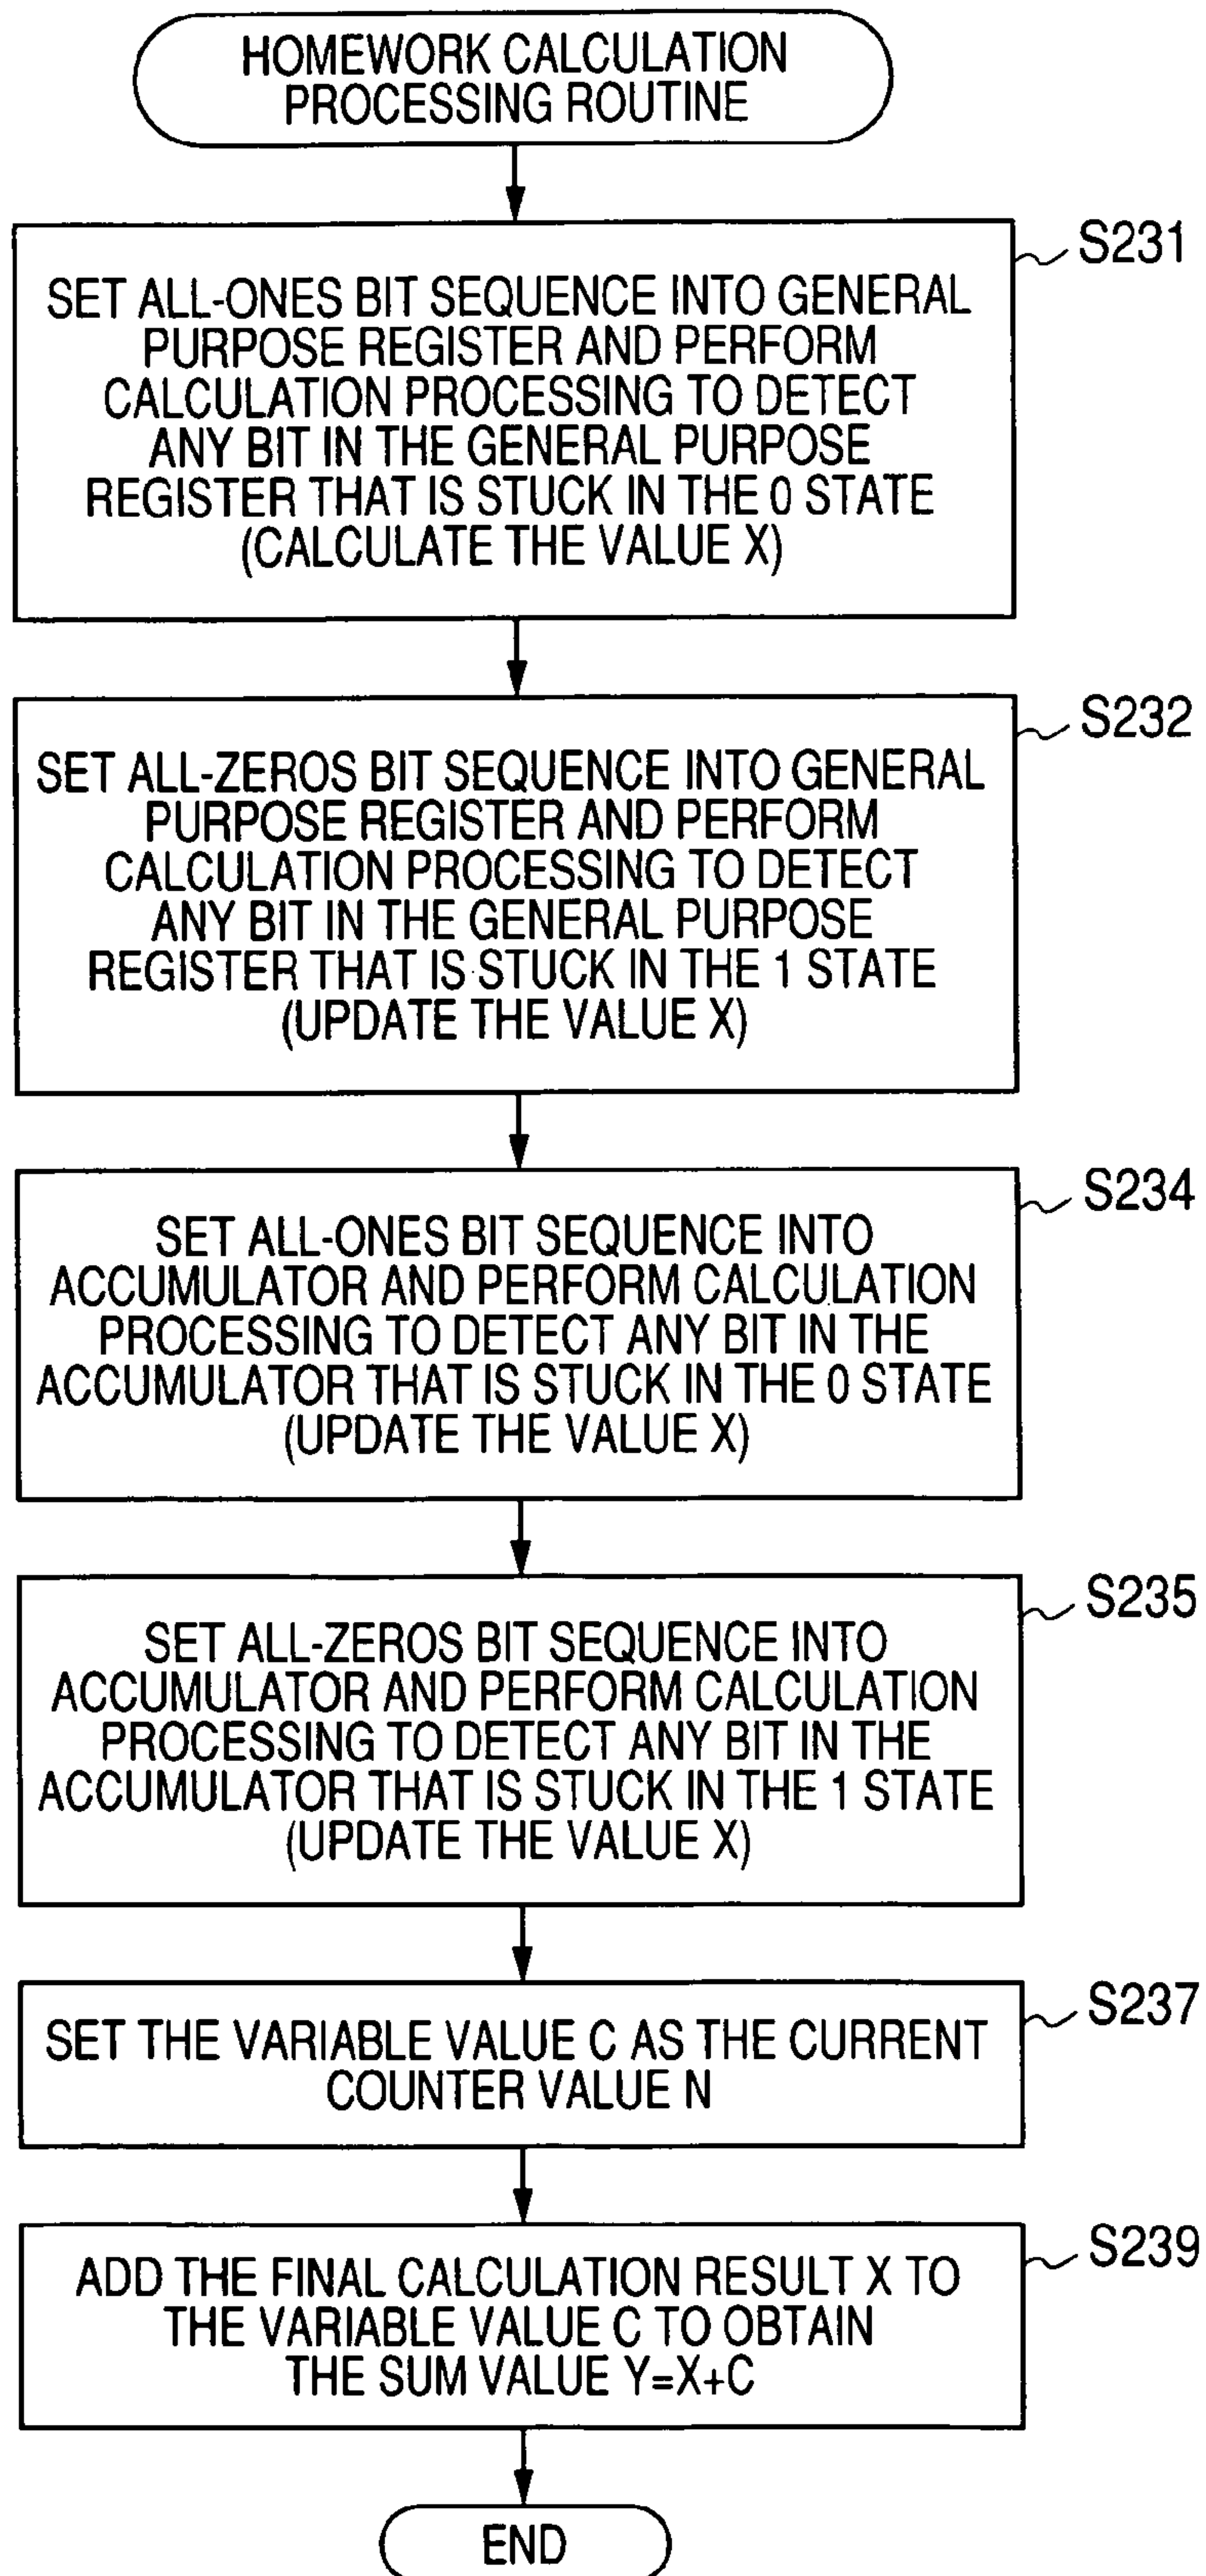 HOMEWORK CALCULATION
PROCESSING ROUTINE
S231
SET ALL-ONES BIT SEQUENCE INTO GENERAL
PURPOSE REGISTER AND PERFORM
CALCULATION PROCESSING TO DETECT
ANY BIT IN THE GENERAL PURPOSE
REGISTER THAT IS STUCK IN THE 0 STATE
(CALCULATE THE VALUE X)
S232
SET ALL-ZEROS BIT SEQUENCE INTO GENERAL
PURPOSE REGISTER AND PERFORM
CALCULATION PROCESSING TO DETECT
ANY BIT IN THE GENERAL PURPOSE
REGISTER THAT IS STUCK IN THE 1 STATE
(UPDATE THE VALUE X)
S234
SET ALL-ONES BIT SEQUENCE INTO
ACCUMULATOR AND PERFORM CALCULATION
PROCESSING TO DETECT ANY BIT IN THE
ACCUMULATOR THAT IS STUCK IN THE 0 STATE
(UPDATE THE VALUE X)
S235
SET ALL-ZEROS BIT SEQUENCE INTO
ACCUMULATOR AND PERFORM CALCULATION
PROCESSING TO DETECT ANY BIT IN THE
ACCUMULATOR THAT IS STUCK IN THE 1 STATE
(UPDATE THE VALUE X)
S237
SET THE VARIABLE VALUE C AS THE CURRENT
COUNTER VALUE N
S239
ADD THE FINAL CALCULATION RESULT X TO
THE VARIABLE VALUE C TO OBTAIN
THE SUM VALUE Y=X+C
END